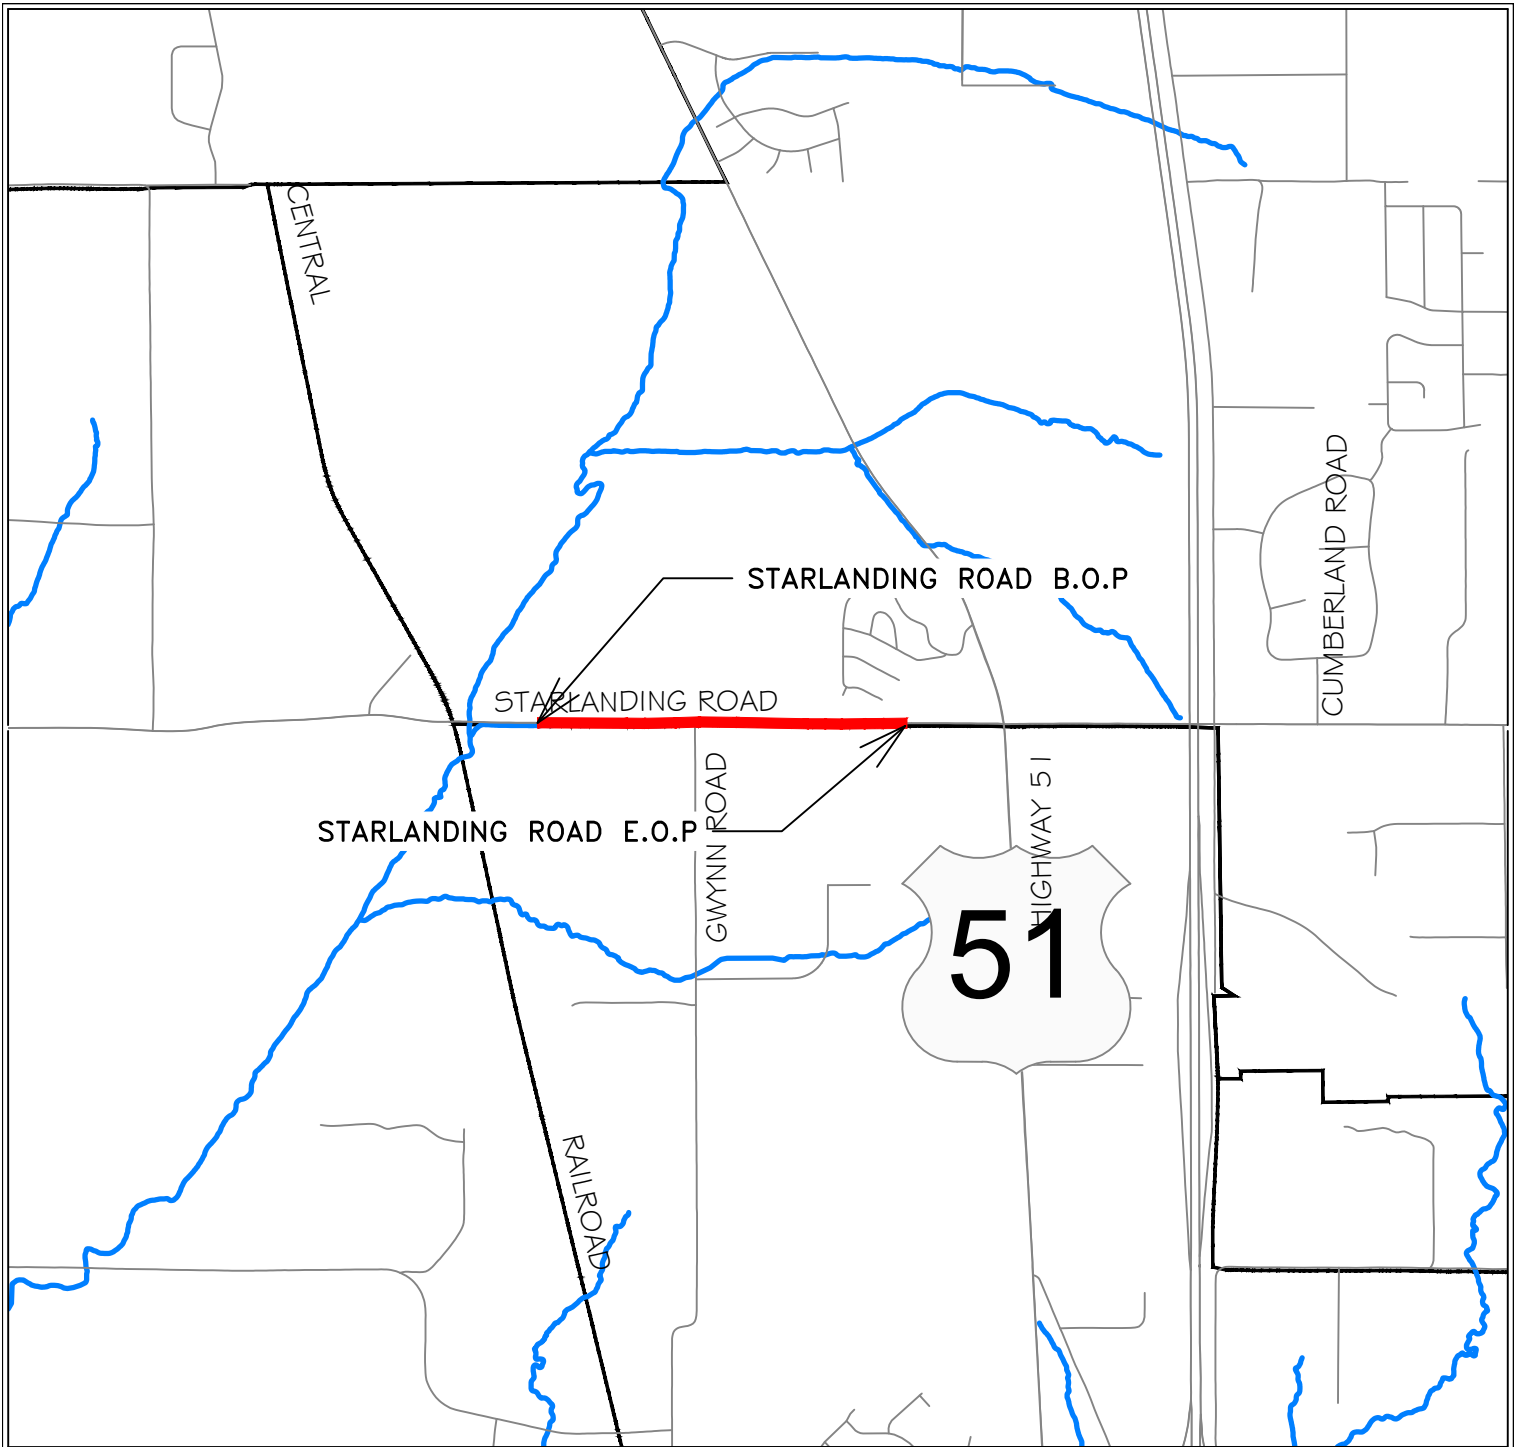 CENTRAL
CUMBERLAND ROAD
STARLANDING ROAD B.O.P
STARLANDING ROAD
GWYNN ROAD
HIGHWAY 51
STARLANDING ROAD E.O.P
51
RAILROAD